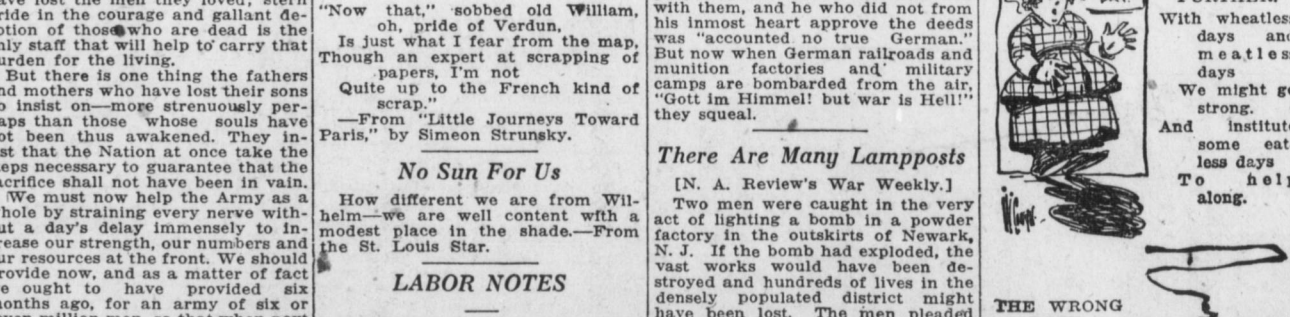 lost the men they loved, stern
ride in the courage and gallant de-
otion of those who are dead is the
nly staff that will help to carry that
urden for the living.
But there is one thing the fathers
nd mothers who have lost their sons
o insist on—more strenuously per-
aps than those whose souls have
ot been thus awakened. They in-
st that the Nation at once take the
eps necessary to guarantee that the
acrifice shall not have been in vain.
We must now help the Army as a
hole by straining every nerve with-
ut a day's delay immensely to in-
rease our strength, our numbers and
ur resources at the front. We should
rovide now, and as a matter of fact
e ought to have provided six
onths ago, for an army of six or
"Now that," sobbed old William,
oh, pride of Verdun,
Is just what I fear from the map,
Though an expert at scrapping of
papers, I'm not
Quite up to the French kind of
scrap."
—From "Little Journeys Toward
Paris," by Simeon Strunsky.
No Sun For Us
How different we are from Wil-
helm—we are well content with a
modest place in the shade.—From
the St. Louis Star.
LABOR NOTES
with them, and he who did not from
his inmost heart approve the deeds
was "accounted no true German."
But now when German railroads and
munition factories and military
camps are bombarded from the air,
"Gott im Himmel! but war is Hell!"
they squeal.
There Are Many Lampposts
[N. A. Review's War Weekly.]
Two men were caught in the very
act of lighting a bomb in a powder
factory in the outskirts of Newark,
N. J. If the bomb had exploded, the
vast works would have been de-
stroyed and hundreds of lives in the
densely populated district might
have been lost. The men pleaded
With wheatless
days and
meatless
days
We might ge
strong.
And institute
some eat-
less days
To help
along.
THE WRONG